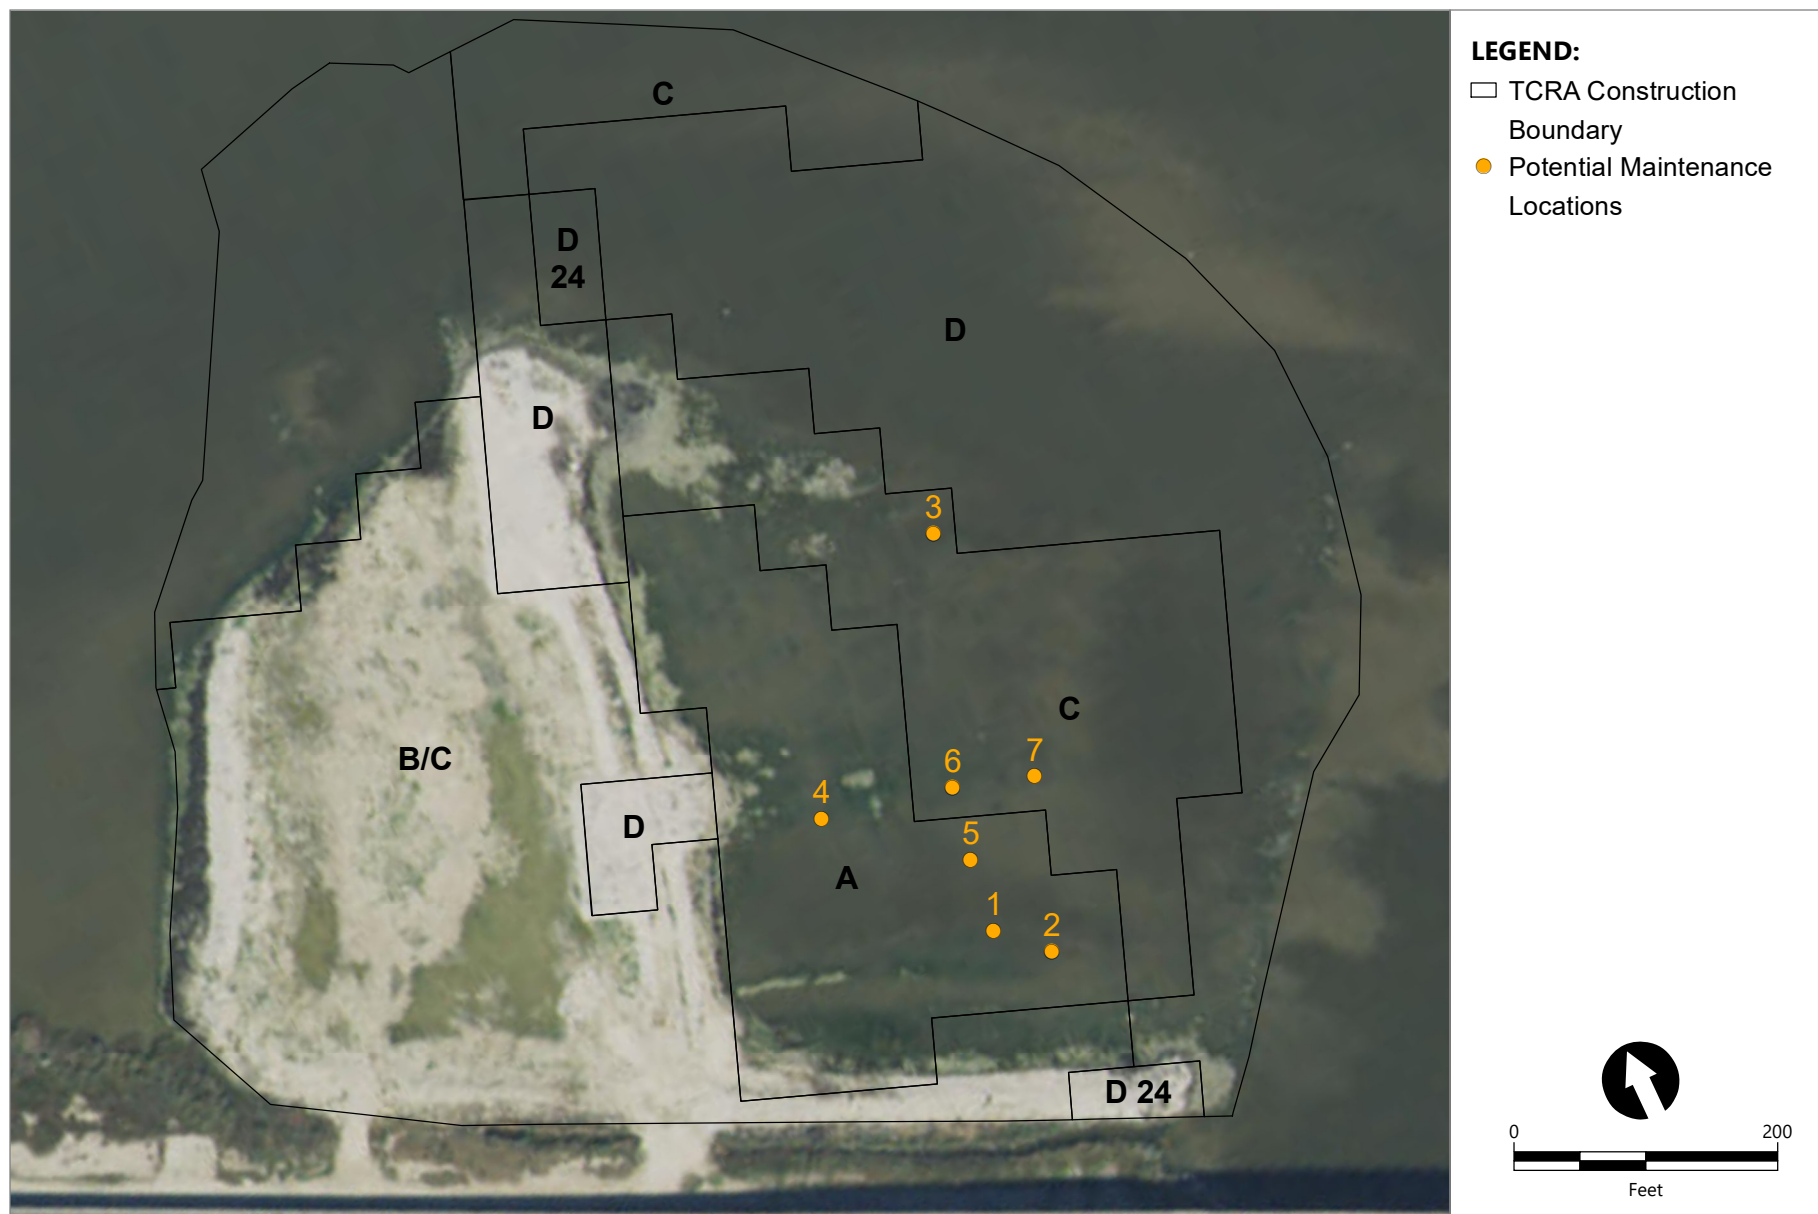 LEGEND:
TCRA Construction
Boundary
Potential Maintenance
Locations
C
D
24
D
D
3
C
B/C
7
6
4
D
5
A
1
2
D 24
0 200
Feet